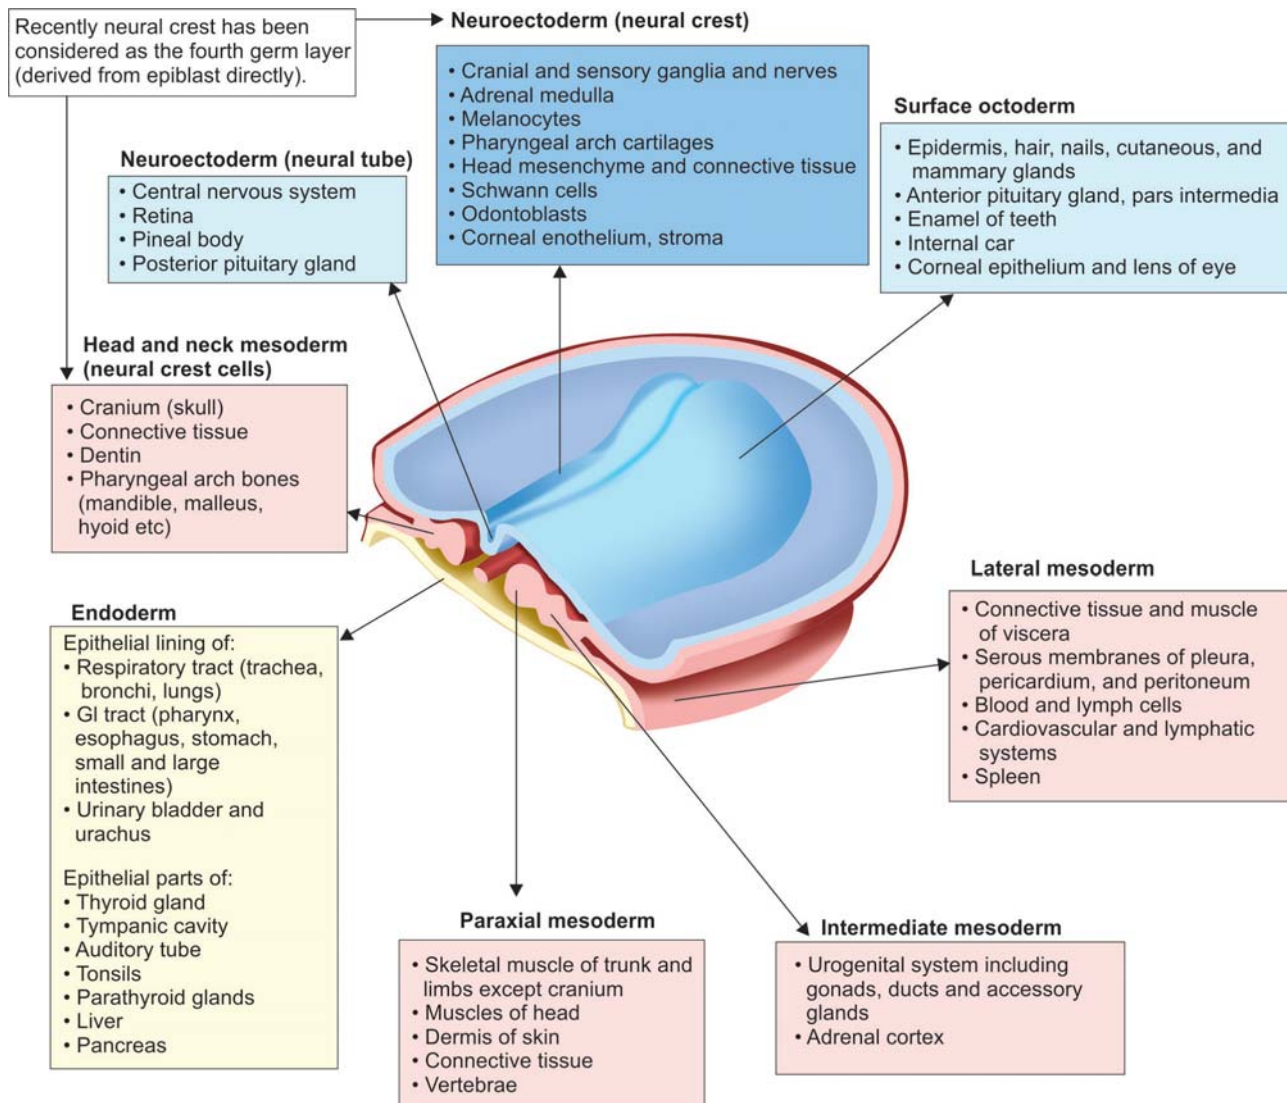 Recently neural crest has been
considered as the fourth germ layer
(derived from epiblast directly).
Neuroectoderm (neural crest)
• Cranial and sensory ganglia and nerves
• Adrenal medulla
• Melanocytes
• Pharyngeal arch cartilages
• Head mesenchyme and connective tissue
• Schwann cells
• Odontoblasts
• Corneal enothelium, stroma
Surface octoderm
• Epidermis, hair, nails, cutaneous, and
mammary glands
• Anterior pituitary gland, pars intermedia
• Enamel of teeth
• Internal car
• Corneal epithelium and lens of eye
Neuroectoderm (neural tube)
• Central nervous system
• Retina
• Pineal body
• Posterior pituitary gland
Head and neck mesoderm
(neural crest cells)
• Cranium (skull)
• Connective tissue
• Dentin
• Pharyngeal arch bones
(mandible, malleus,
hyoid etc)
Endoderm
Epithelial lining of:
• Respiratory tract (trachea,
bronchi, lungs)
• GI tract (pharynx,
esophagus, stomach,
small and large
intestines)
• Urinary bladder and
urachus
Epithelial parts of:
• Thyroid gland
• Tympanic cavity
• Auditory tube
• Tonsils
• Parathyroid glands
• Liver
• Pancreas
Lateral mesoderm
• Connective tissue and muscle
of viscera
• Serous membranes of pleura,
pericardium, and peritoneum
• Blood and lymph cells
• Cardiovascular and lymphatic
systems
• Spleen
Paraxial mesoderm
• Skeletal muscle of trunk and
limbs except cranium
• Muscles of head
• Dermis of skin
• Connective tissue
• Vertebrae
Intermediate mesoderm
• Urogenital system including
gonads, ducts and accessory
glands
• Adrenal cortex